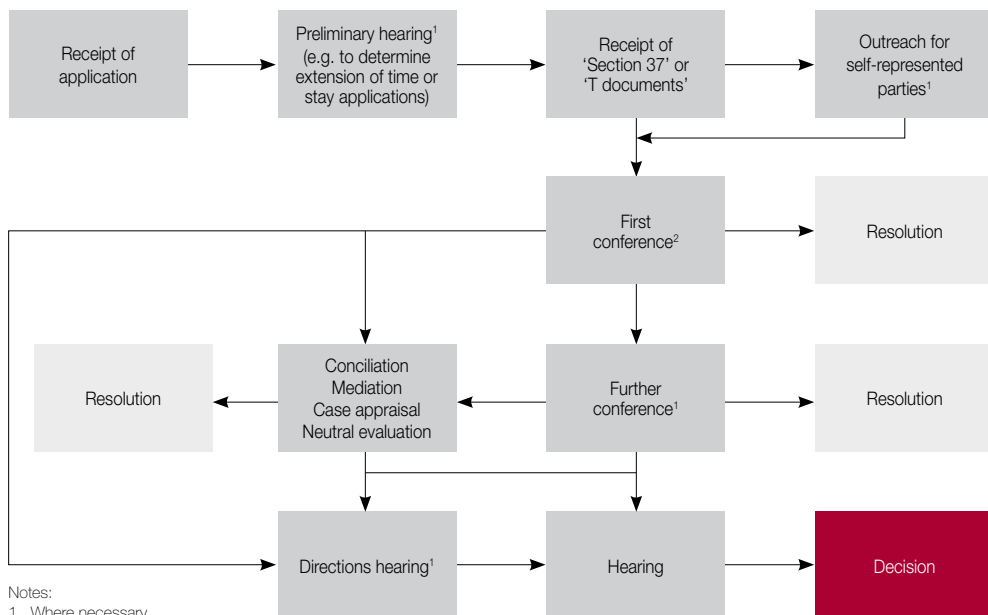 Receipt of
application
Preliminary hearing¹
(e.g. to determine
extension of time or
stay applications)
Receipt of
‘Section 37’ or
‘T documents’
Outreach for
self-represented
parties¹
First
conference²
Resolution
Resolution
Conciliation
Mediation
Case appraisal
Neutral evaluation
Further
conference¹
Resolution
Directions hearing¹
Hearing
Decision
Notes:
1 Where necessary